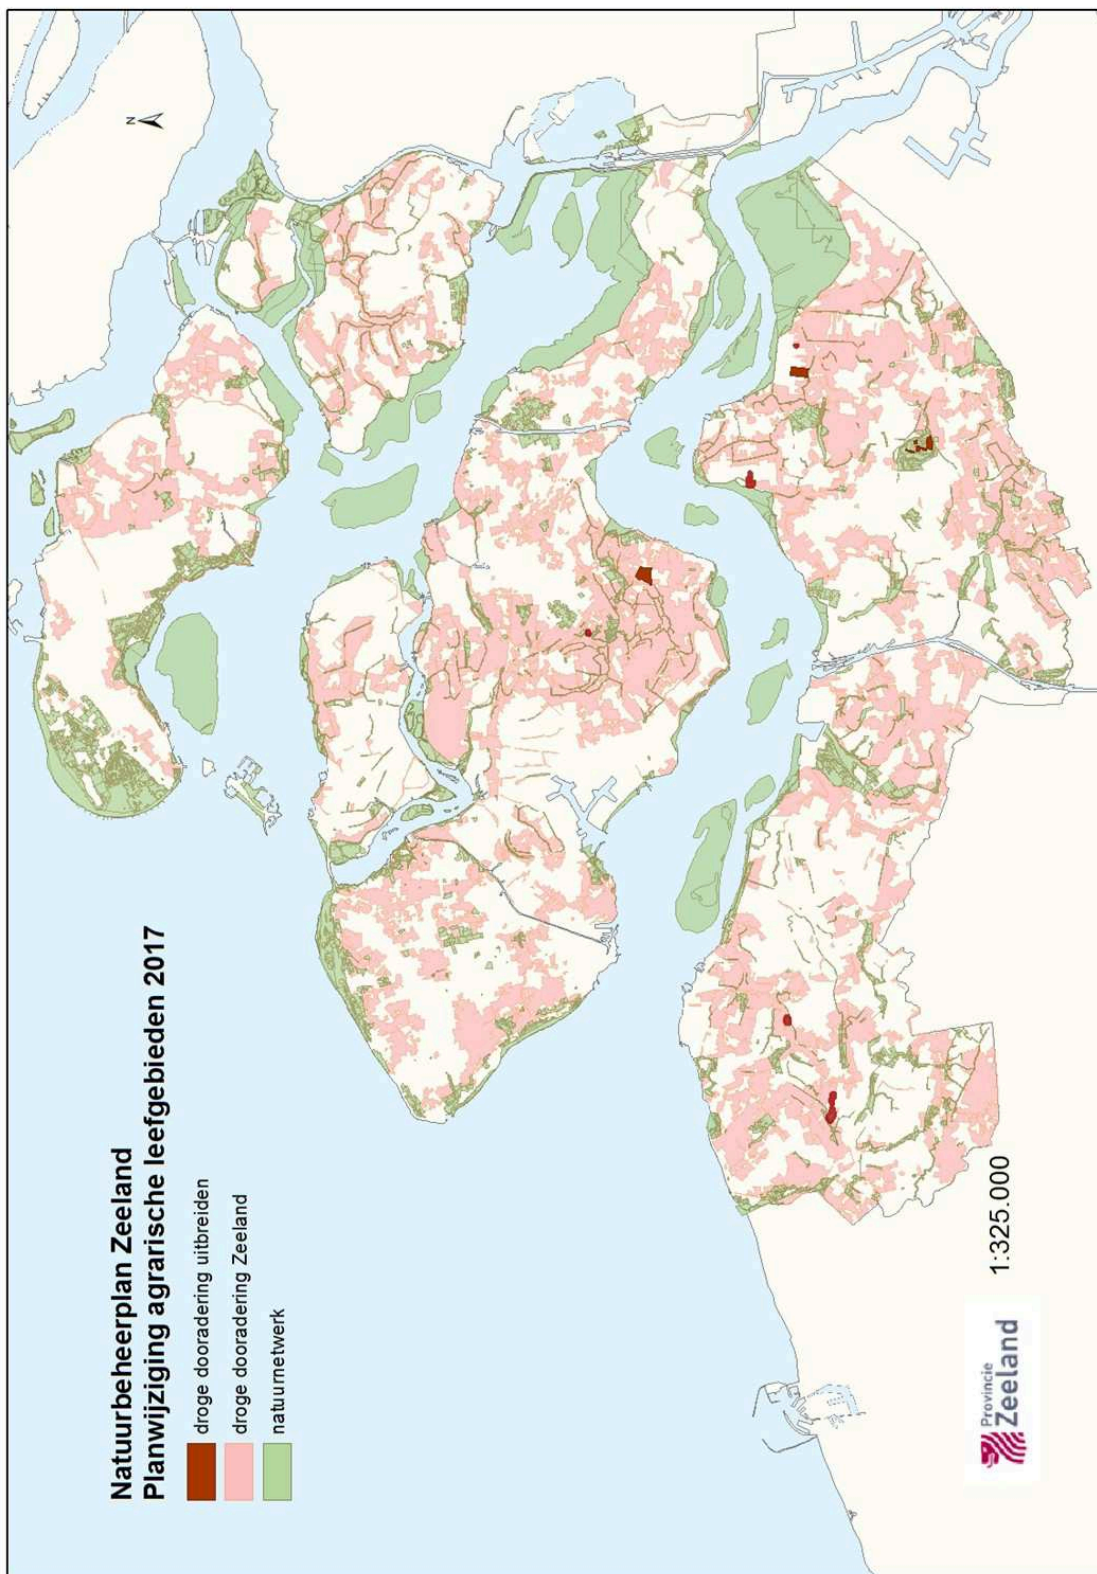 Natuurbeheerplan Zeeland
Planwijziging agrarische leefgebieden 2017
droge dooradering uitbreiden
droge dooradering Zeeland
natuurnetwerk
N
1:325.000
Provincie
Zeeland